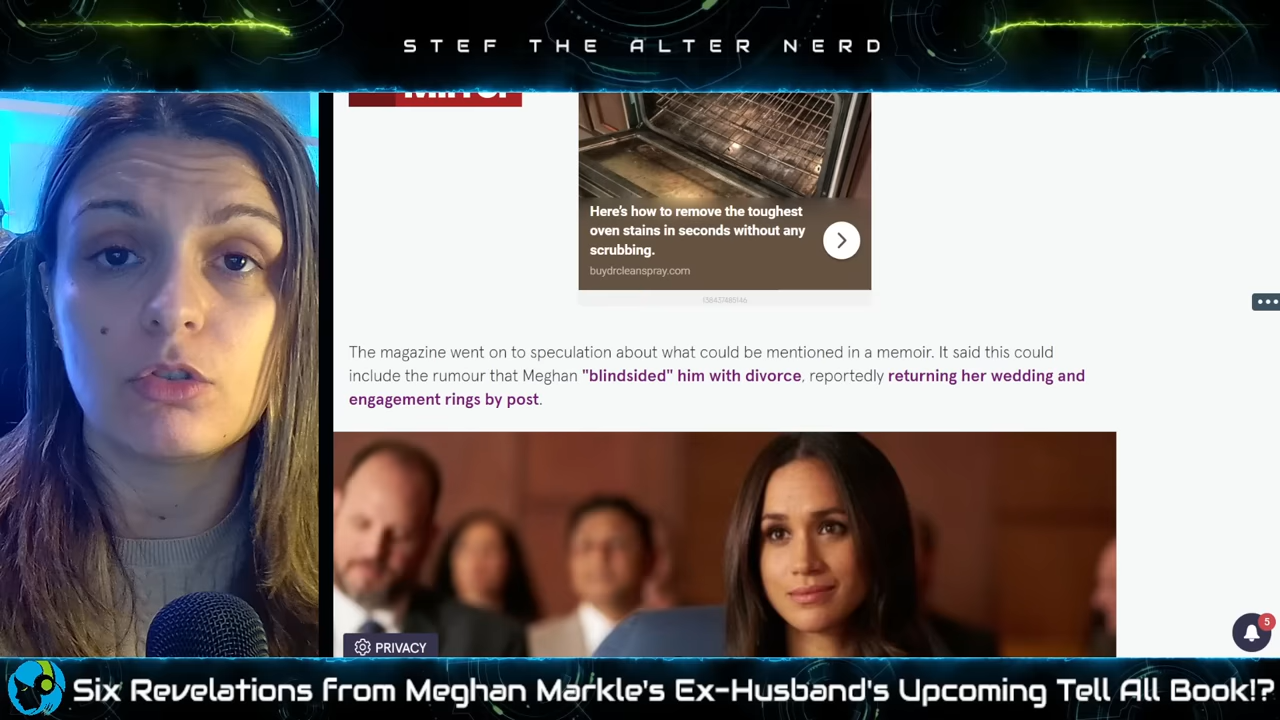 STEF THE ALTER NERD
Mirror
Here's how to remove the toughest
oven stains in seconds without any
scrubbing.
buydrcleanspray.com
The magazine went on to speculation about what could be mentioned in a memoir. It said this could
include the rumour that Meghan "blindsided" him with divorce, reportedly returning her wedding and
engagement rings by post.
PRIVACY
5
Six Revelations from Meghan Markle's Ex-Husband's Upcoming Tell All Book!?